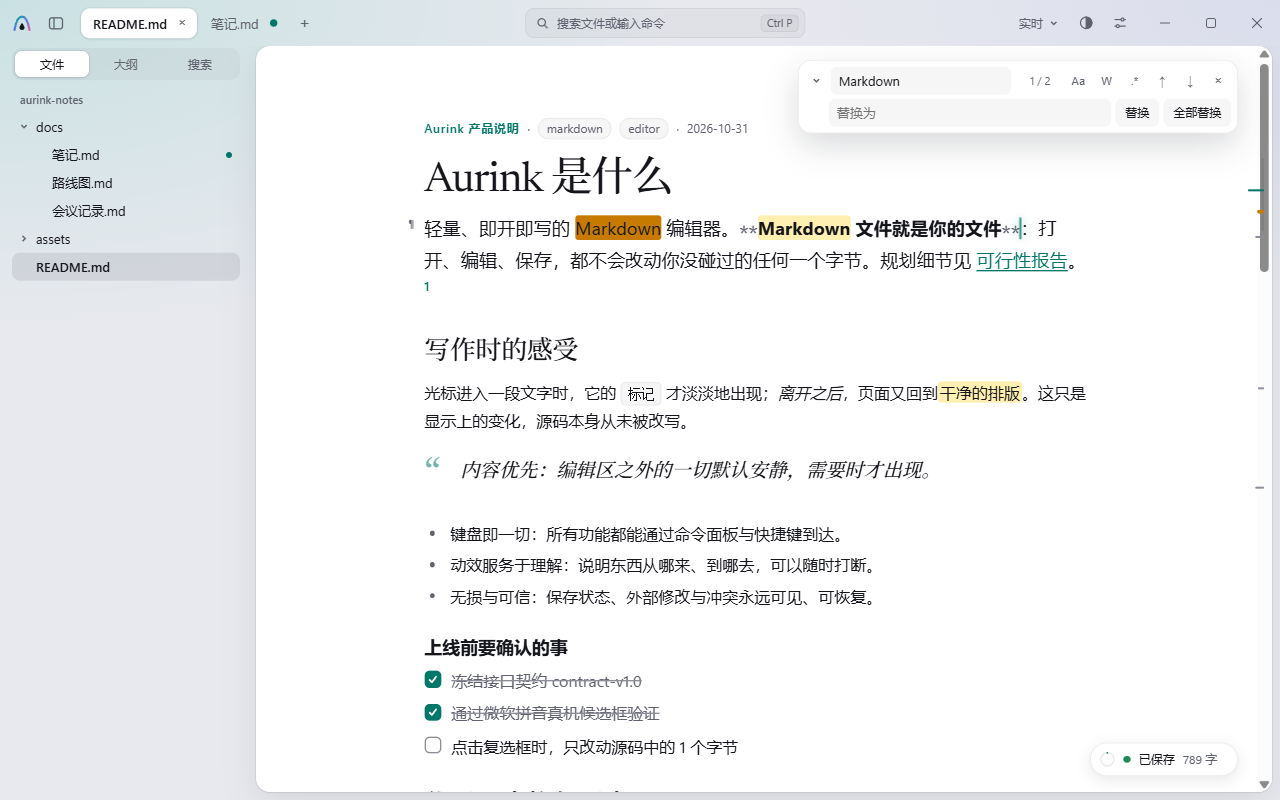 README.md ×
笔记.md
+
搜索文件或输入命令
Ctrl P
实时
文件
大纲
搜索
aurink-notes
docs
笔记.md
路线图.md
会议记录.md
assets
README.md
Markdown
1 / 2
Aa
W
.*
↑
↓
×
替换为
替换
全部替换
Aurink 产品说明 · markdown editor · 2026-10-31
Aurink 是什么
¶
轻量、即开即写的 Markdown 编辑器。**Markdown 文件就是你的文件**：打
开、编辑、保存，都不会改动你没碰过的任何一个字节。规划细节见 可行性报告。
1
写作时的感受
光标进入一段文字时，它的 标记 才淡淡地出现；离开之后，页面又回到干净的排版。这只是
显示上的变化，源码本身从未被改写。
“ 内容优先：编辑区之外的一切默认安静，需要时才出现。
• 键盘即一切：所有功能都能通过命令面板与快捷键到达。
• 动效服务于理解：说明东西从哪来、到哪去，可以随时打断。
• 无损与可信：保存状态、外部修改与冲突永远可见、可恢复。
上线前要确认的事
冻结接口契约 contract-v1.0
通过微软拼音真机候选框验证
点击复选框时，只改动源码中的 1 个字节
已保存 789 字